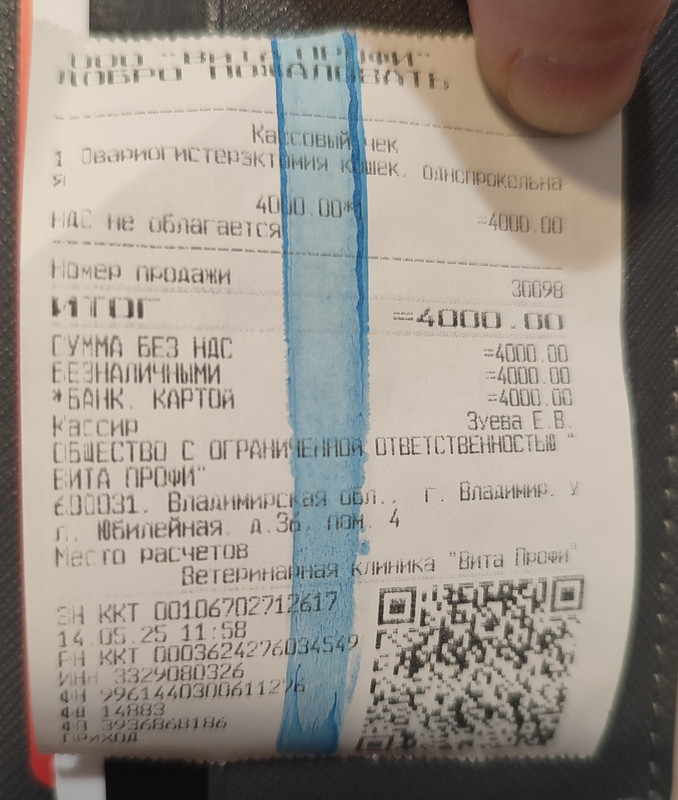 ООО "ВИТА ПРОФИ"
ДОБРО ПОЖАЛОВАТЬ
Кассовый чек
1 Овариогистерэктомия кошек, однопрокольна
я
4000.00*
=4000.00
НДС не облагается
Номер продажи 30098
ИТОГ =4000.00
СУММА БЕЗ НДС =4000.00
БЕЗНАЛИЧНЫМИ =4000.00
*БАНК. КАРТОЙ =4000.00
Кассир Зуева Е.В.
ОБЩЕСТВО С ОГРАНИЧЕННОЙ ОТВЕТСТВЕННОСТЬЮ "
ВИТА ПРОФИ"
600031, Владимирская обл., г. Владимир, у
л. Юбилейная, д.36, пом. 4
Место расчетов
Ветеринарная клиника "Вита Профи"
ЗН ККТ 00106702712617
14.05.25 11:58
РН ККТ 0003624276034549
ИНН 3329080326
ФН 9961440300611276
ФД 14883
ФП 3936868186
ПРИХОД